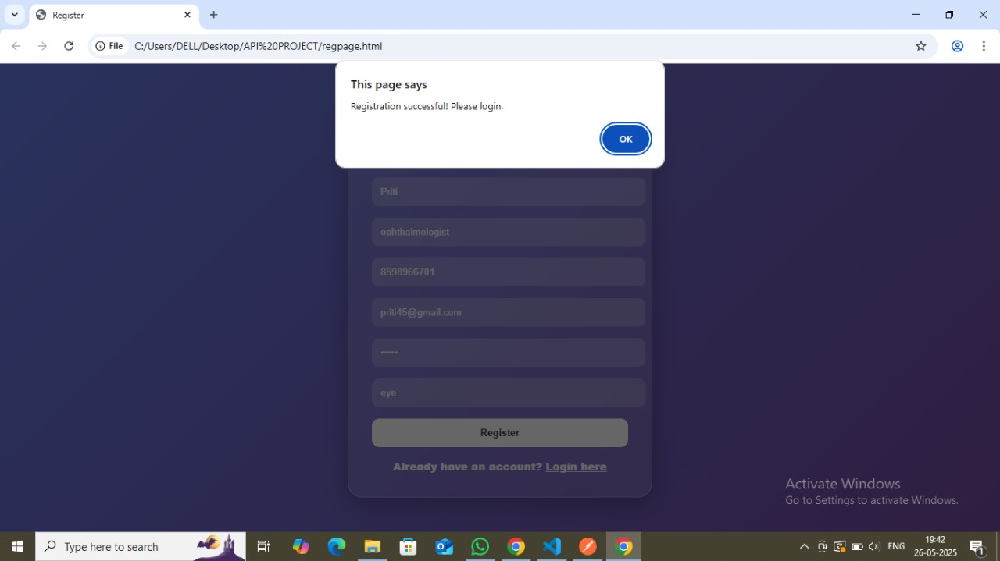 Register
File
C:/Users/DELL/Desktop/API%20PROJECT/regpage.html
This page says
Registration successful! Please login.
OK
Priti
ophthalmologist
8598966701
priti45@gmail.com
•••••
eye
Register
Already have an account? Login here
Activate Windows
Go to Settings to activate Windows.
Type here to search
ENG
19:42
26-05-2025
1